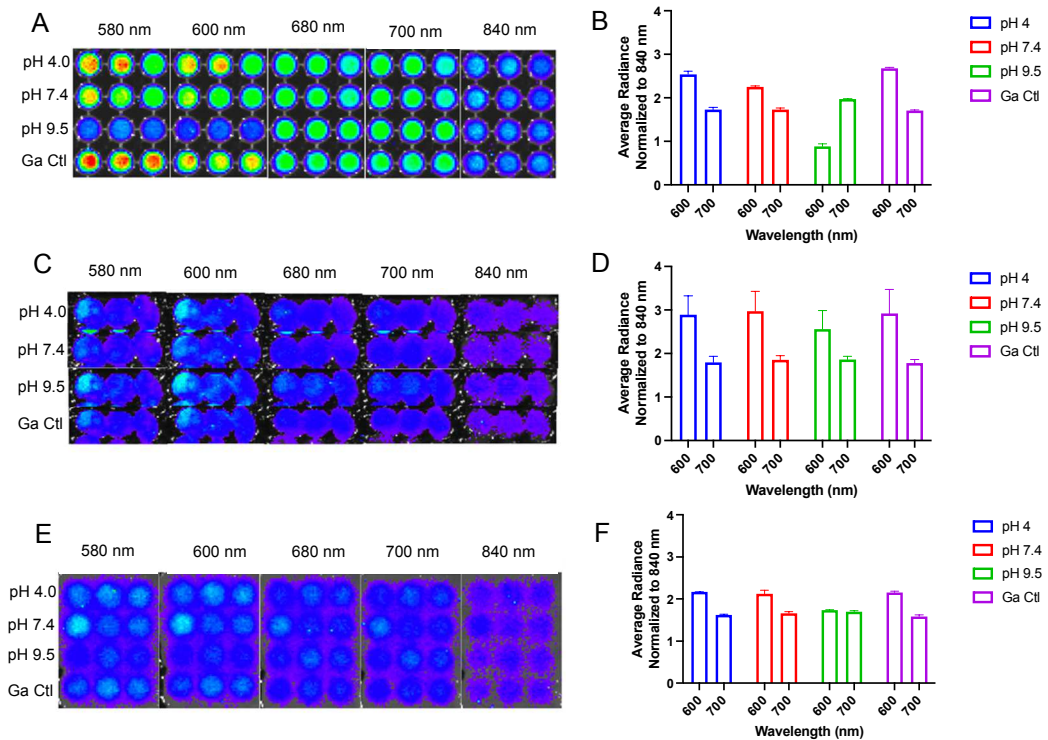 A
580 nm 600 nm 680 nm 700 nm 840 nm
pH 4.0
pH 7.4
pH 9.5
Ga Ctl
B
Average Radiance
Normalized to 840 nm
4
3
2
1
0
600 700 600 700 600 700 600 700
Wavelength (nm)
pH 4
pH 7.4
pH 9.5
Ga Ctl
C
580 nm 600 nm 680 nm 700 nm 840 nm
pH 4.0
pH 7.4
pH 9.5
Ga Ctl
D
Average Radiance
Normalized to 840 nm
4
3
2
1
0
600 700 600 700 600 700 600 700
Wavelength (nm)
pH 4
pH 7.4
pH 9.5
Ga Ctl
E
580 nm 600 nm 680 nm 700 nm 840 nm
pH 4.0
pH 7.4
pH 9.5
Ga Ctl
F
Average Radiance
Normalized to 840 nm
4
3
2
1
0
600 700 600 700 600 700 600 700
Wavelength (nm)
pH 4
pH 7.4
pH 9.5
Ga Ctl